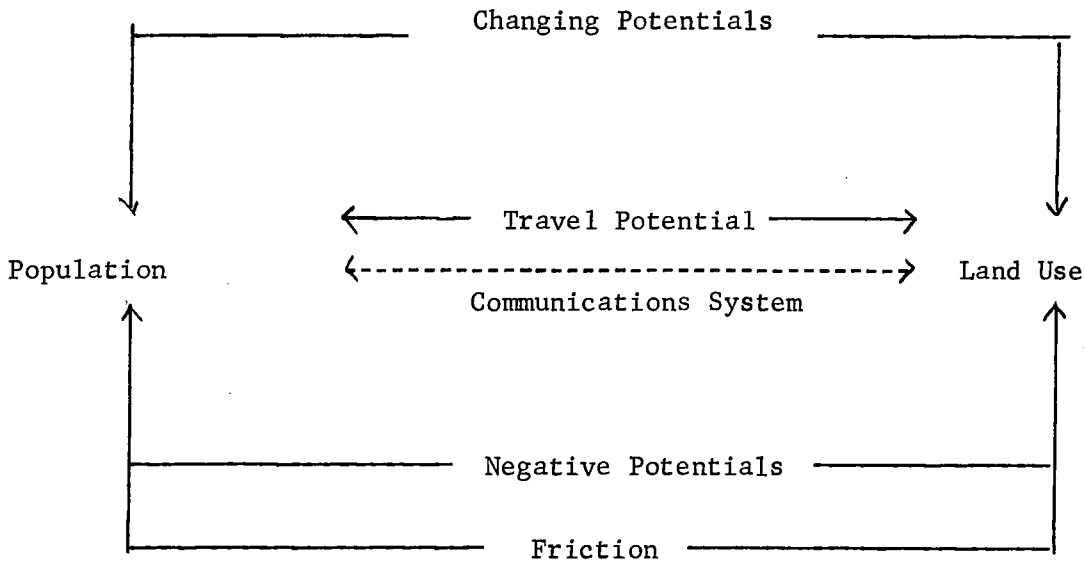 Changing Potentials
Travel Potential
Population
Land Use
Communications System
Negative Potentials
Friction